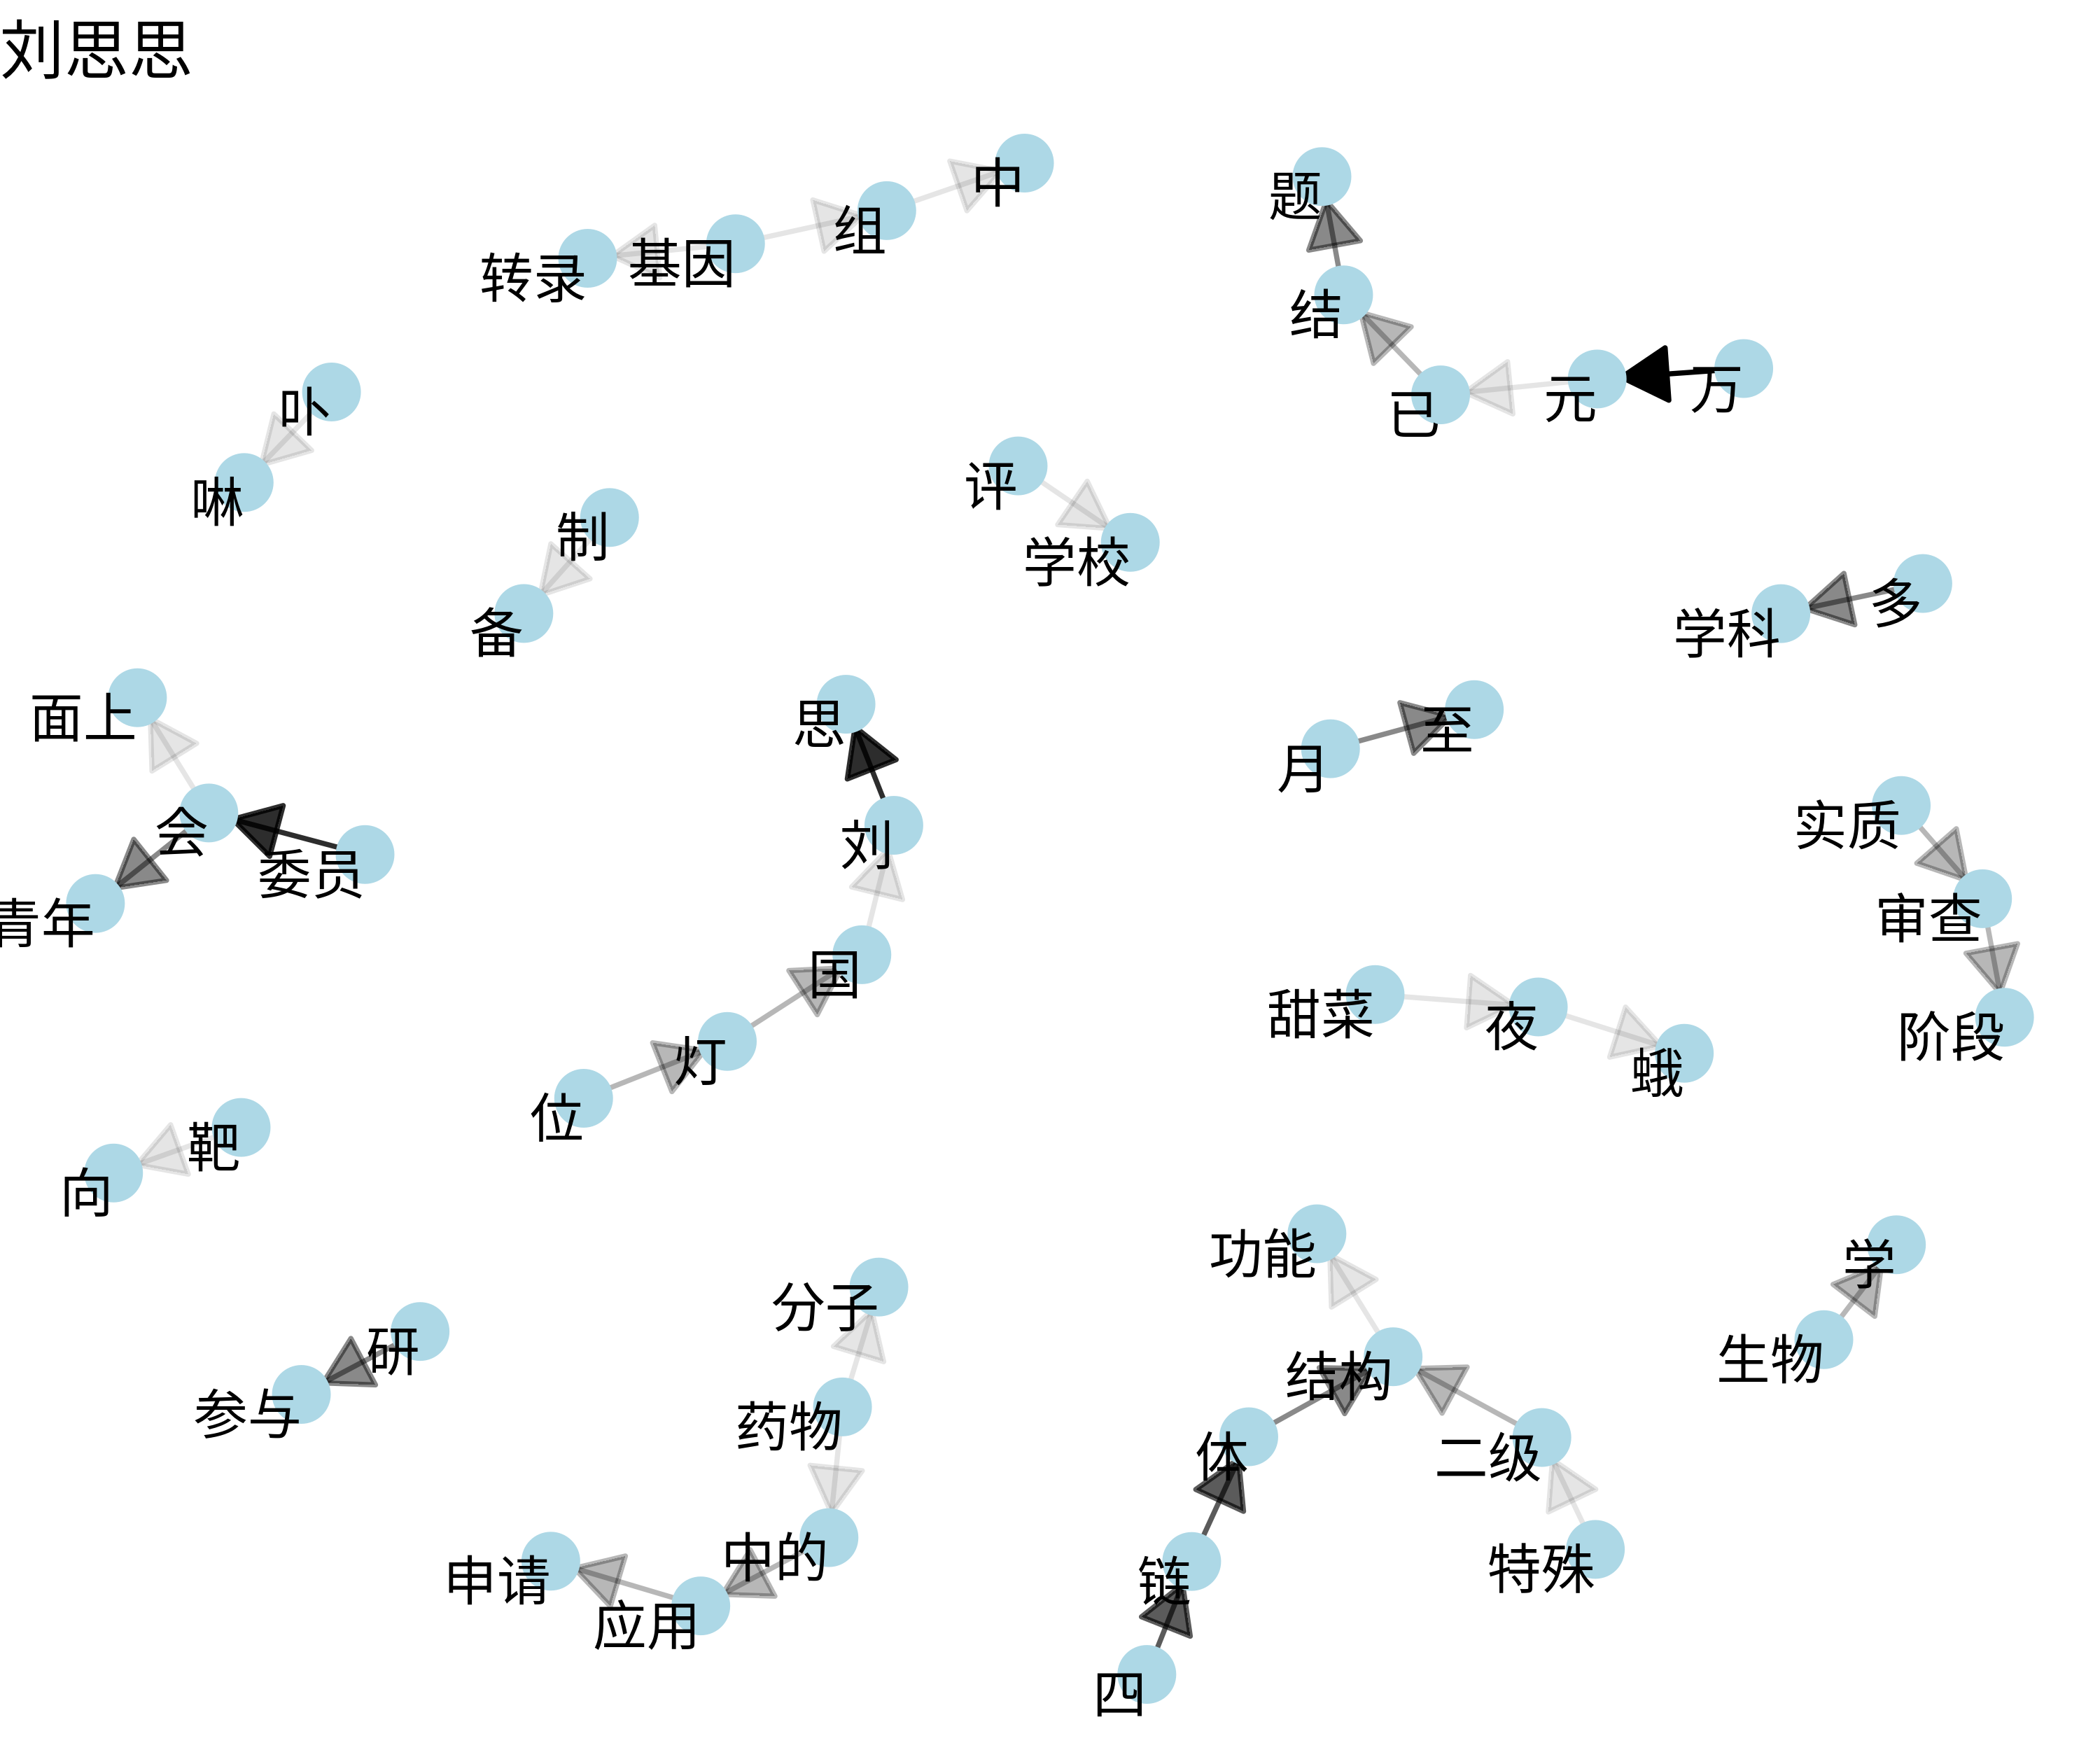 刘思思
中
题
组
基因
转录
结
万
元
已
卟
啉
评
学校
制
备
多
学科
面上
思
月
至
会
委员
青年
刘
实质
审查
国
甜菜
夜
阶段
灯
蛾
位
靶
向
功能
学
分子
研
结构
生物
参与
药物
体
二级
中的
申请
链
特殊
应用
四